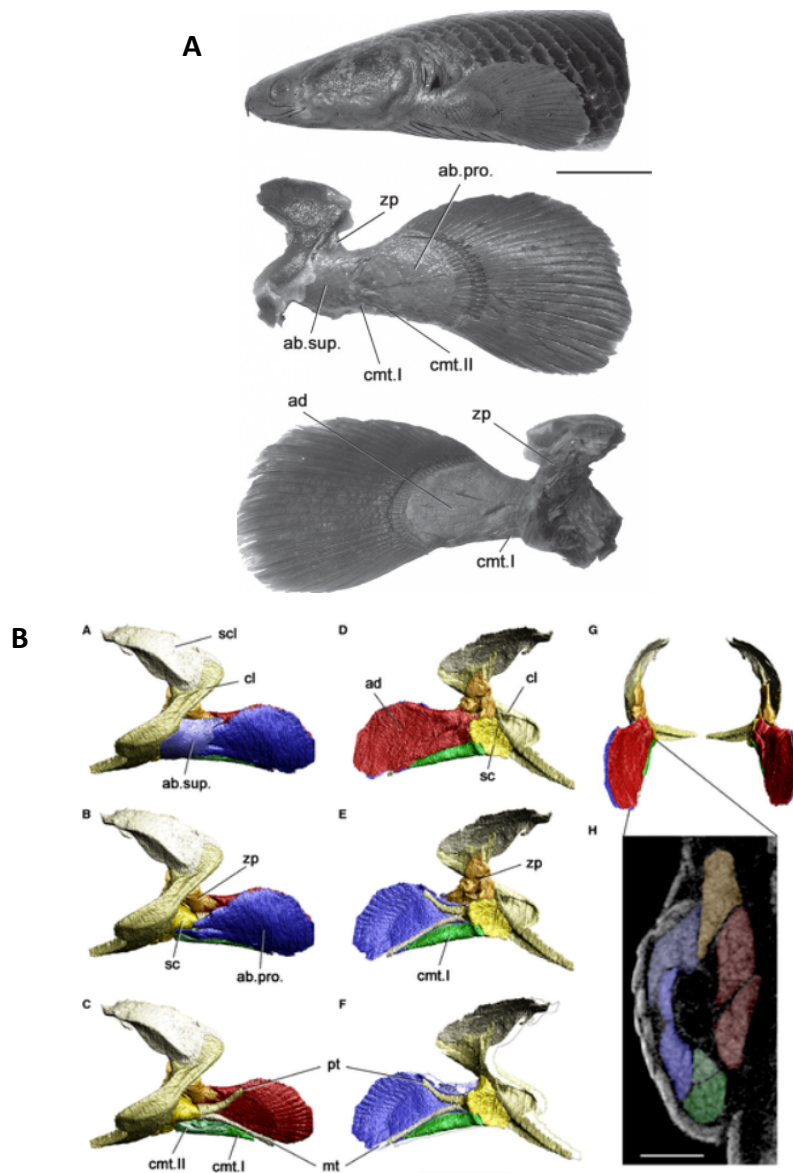 A
ab.pro.
zp
ab.sup.
cmt.I
cmt.II
ad
zp
cmt.I
B
A
scl
cl
ab.sup.
D
ad
cl
sc
G
B
zp
sc
ab.pro.
E
zp
cmt.I
H
C
pt
cmt.II
cmt.I
mt
F